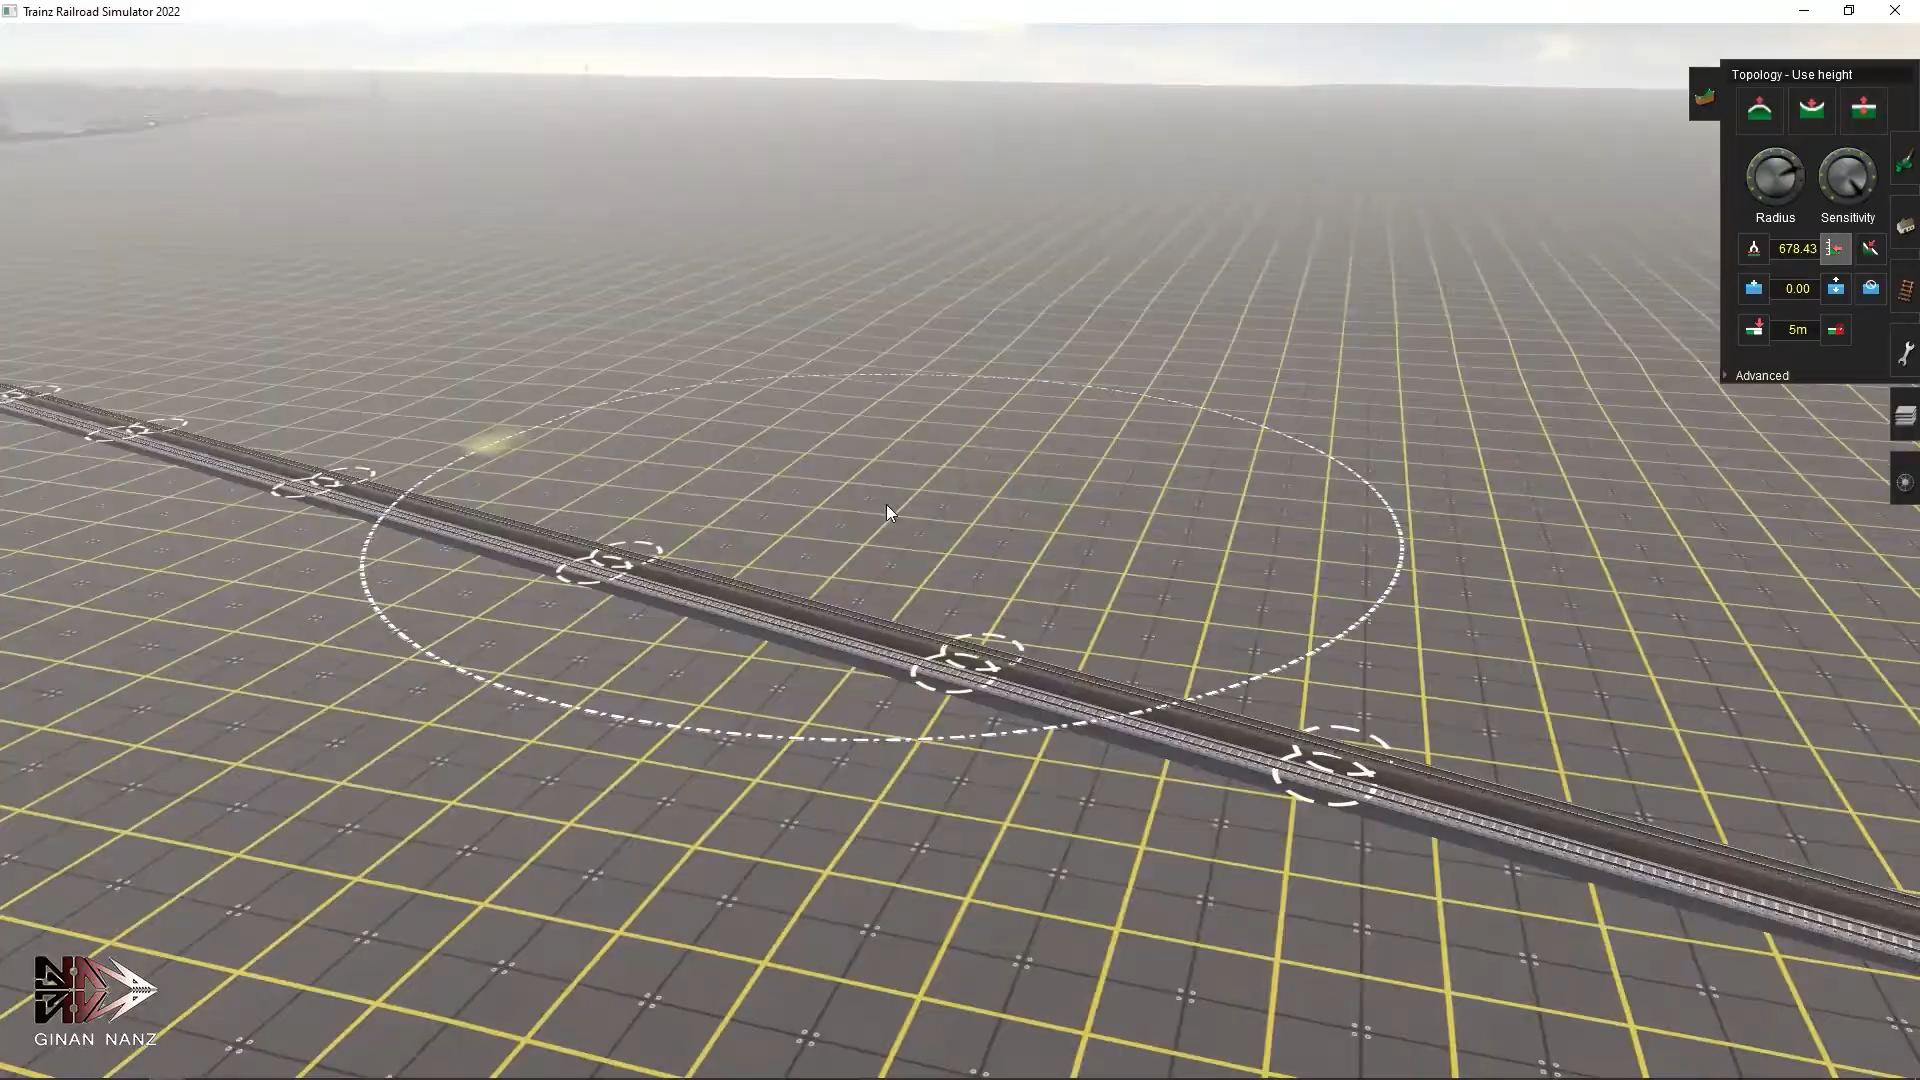 Trainz Railroad Simulator 2022
Topology - Use height
Radius Sensitivity
678.43
0.00
5m
Advanced
GINAN NANZ